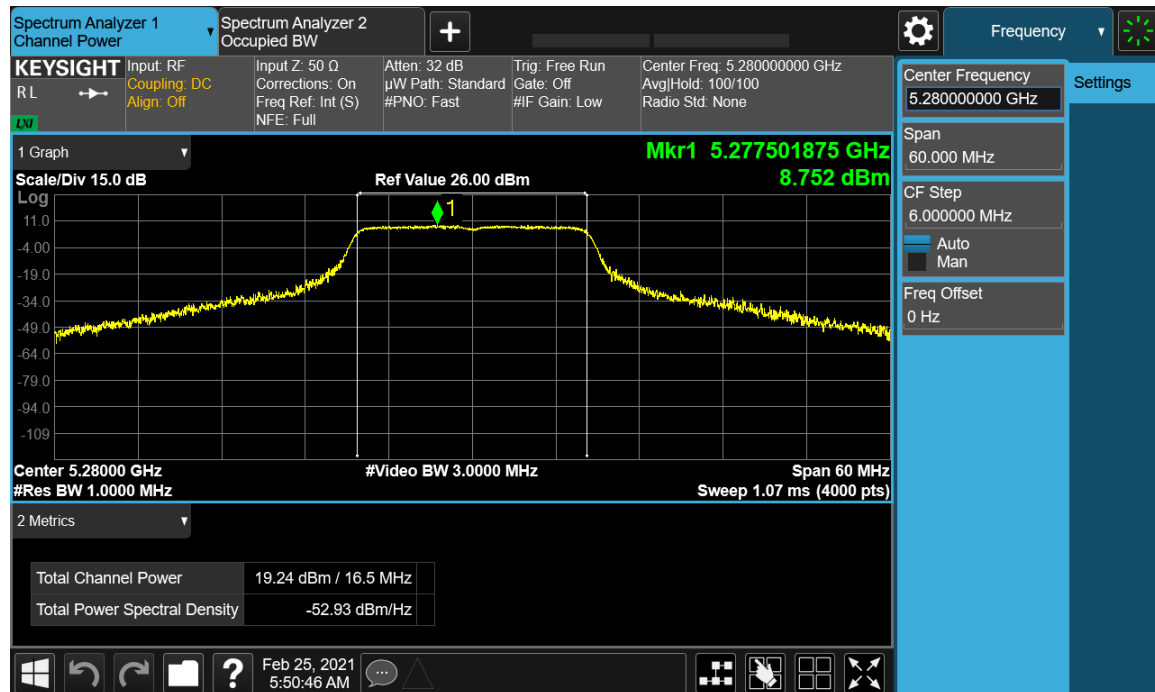 Spectrum Analyzer 1
Channel Power
Spectrum Analyzer 2
Occupied BW
Frequency
KEYSIGHT
R L
LXI
Input: RF
Coupling: DC
Align: Off
Input Z: 50 Ω
Corrections: On
Freq Ref: Int (S)
NFE: Full
Atten: 32 dB
µW Path: Standard
#PNO: Fast
Trig: Free Run
Gate: Off
#IF Gain: Low
Center Freq: 5.280000000 GHz
Avg|Hold: 100/100
Radio Std: None
Center Frequency
5.280000000 GHz
Settings
Span
60.000 MHz
CF Step
6.000000 MHz
Auto
Man
Freq Offset
0 Hz
1 Graph
Mkr1 5.277501875 GHz
8.752 dBm
Scale/Div 15.0 dB
Ref Value 26.00 dBm
Log
1
11.0
-4.00
-19.0
-34.0
-49.0
-64.0
-79.0
-94.0
-109
Center 5.28000 GHz
#Video BW 3.0000 MHz
Span 60 MHz
#Res BW 1.0000 MHz
Sweep 1.07 ms (4000 pts)
2 Metrics
Total Channel Power 19.24 dBm / 16.5 MHz
Total Power Spectral Density -52.93 dBm/Hz
?
Feb 25, 2021
5:50:46 AM